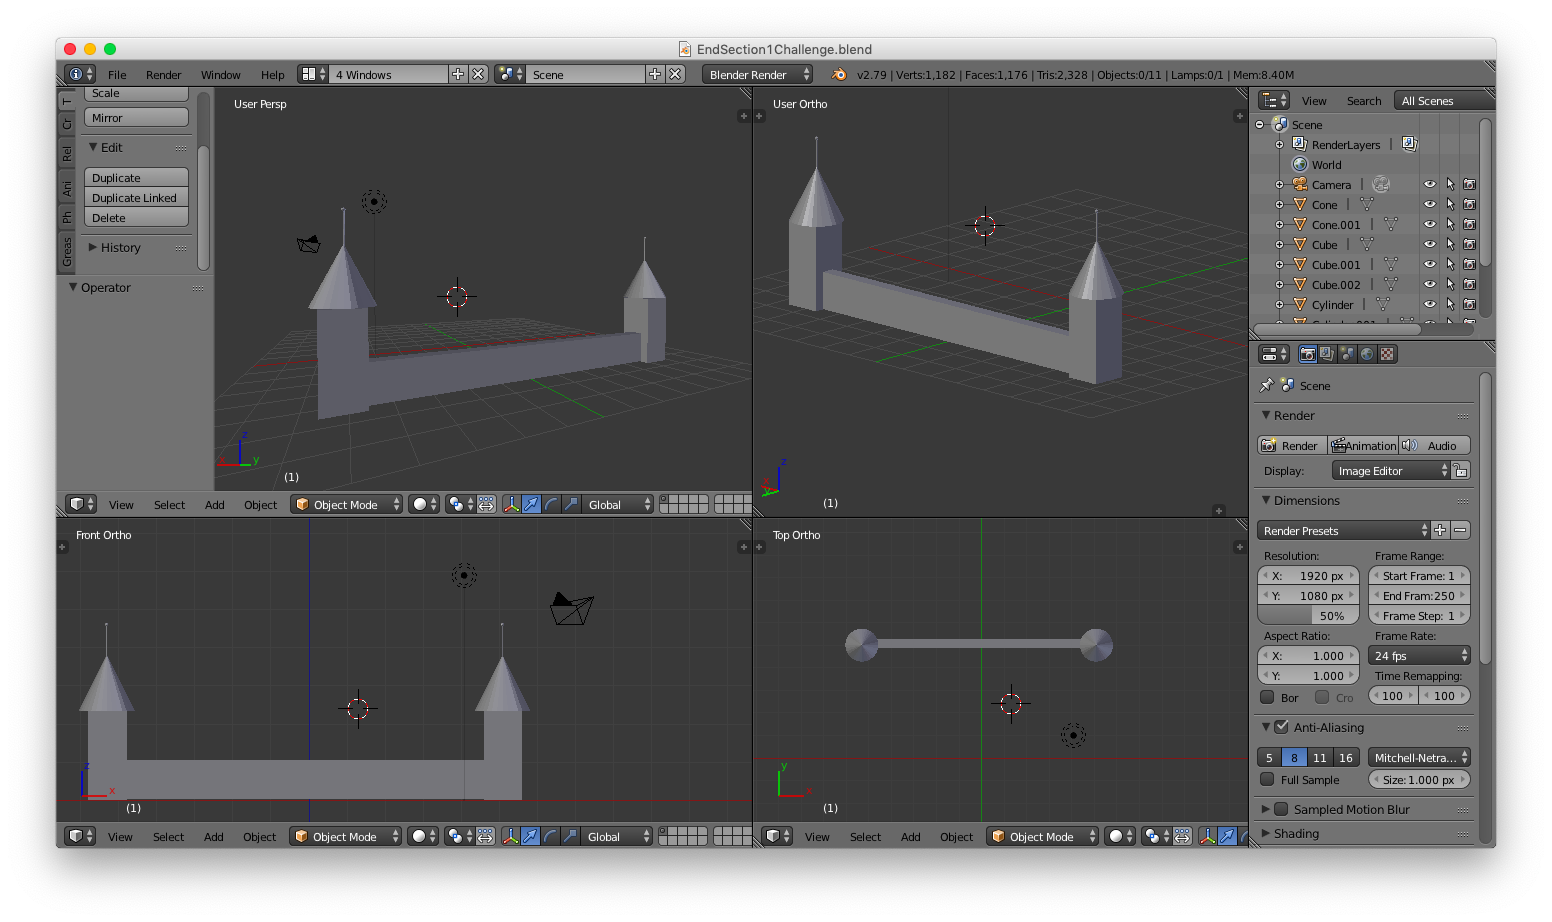 EndSection1Challenge.blend
File Render Window Help 4 Windows Scene Blender Render v2.79 | Verts:1,182 | Faces:1,176 | Tris:2,328 | Objects:0/11 | Lamps:0/1 | Mem:8.40M
T
Cr
Rel
Ani
Ph
Greas
Scale
Mirror
Edit
Duplicate
Duplicate Linked
Delete
History
Operator
User Persp
z
y
(1)
View Select Add Object Object Mode Global
User Ortho
z
y
(1)
Front Ortho
z
x
(1)
View Select Add Object Object Mode Global
Top Ortho
y
x
(1)
View Select Add Object Object Mode
View Search All Scenes
Scene
RenderLayers |
World
Camera |
Cone |
Cone.001 |
Cube |
Cube.001 |
Cube.002 |
Cylinder |
Cylinder.001 |
Scene
Render
Render Animation Audio
Display: Image Editor
Dimensions
Render Presets
Resolution: Frame Range:
X: 1920 px Start Frame: 1
Y: 1080 px End Fram:250
50% Frame Step: 1
Aspect Ratio: Frame Rate:
X: 1.000 24 fps
Y: 1.000 Time Remapping:
Bor Cro 100 100
Anti-Aliasing
5 8 11 16 Mitchell-Netra...
Full Sample Size: 1.000 px
Sampled Motion Blur
Shading